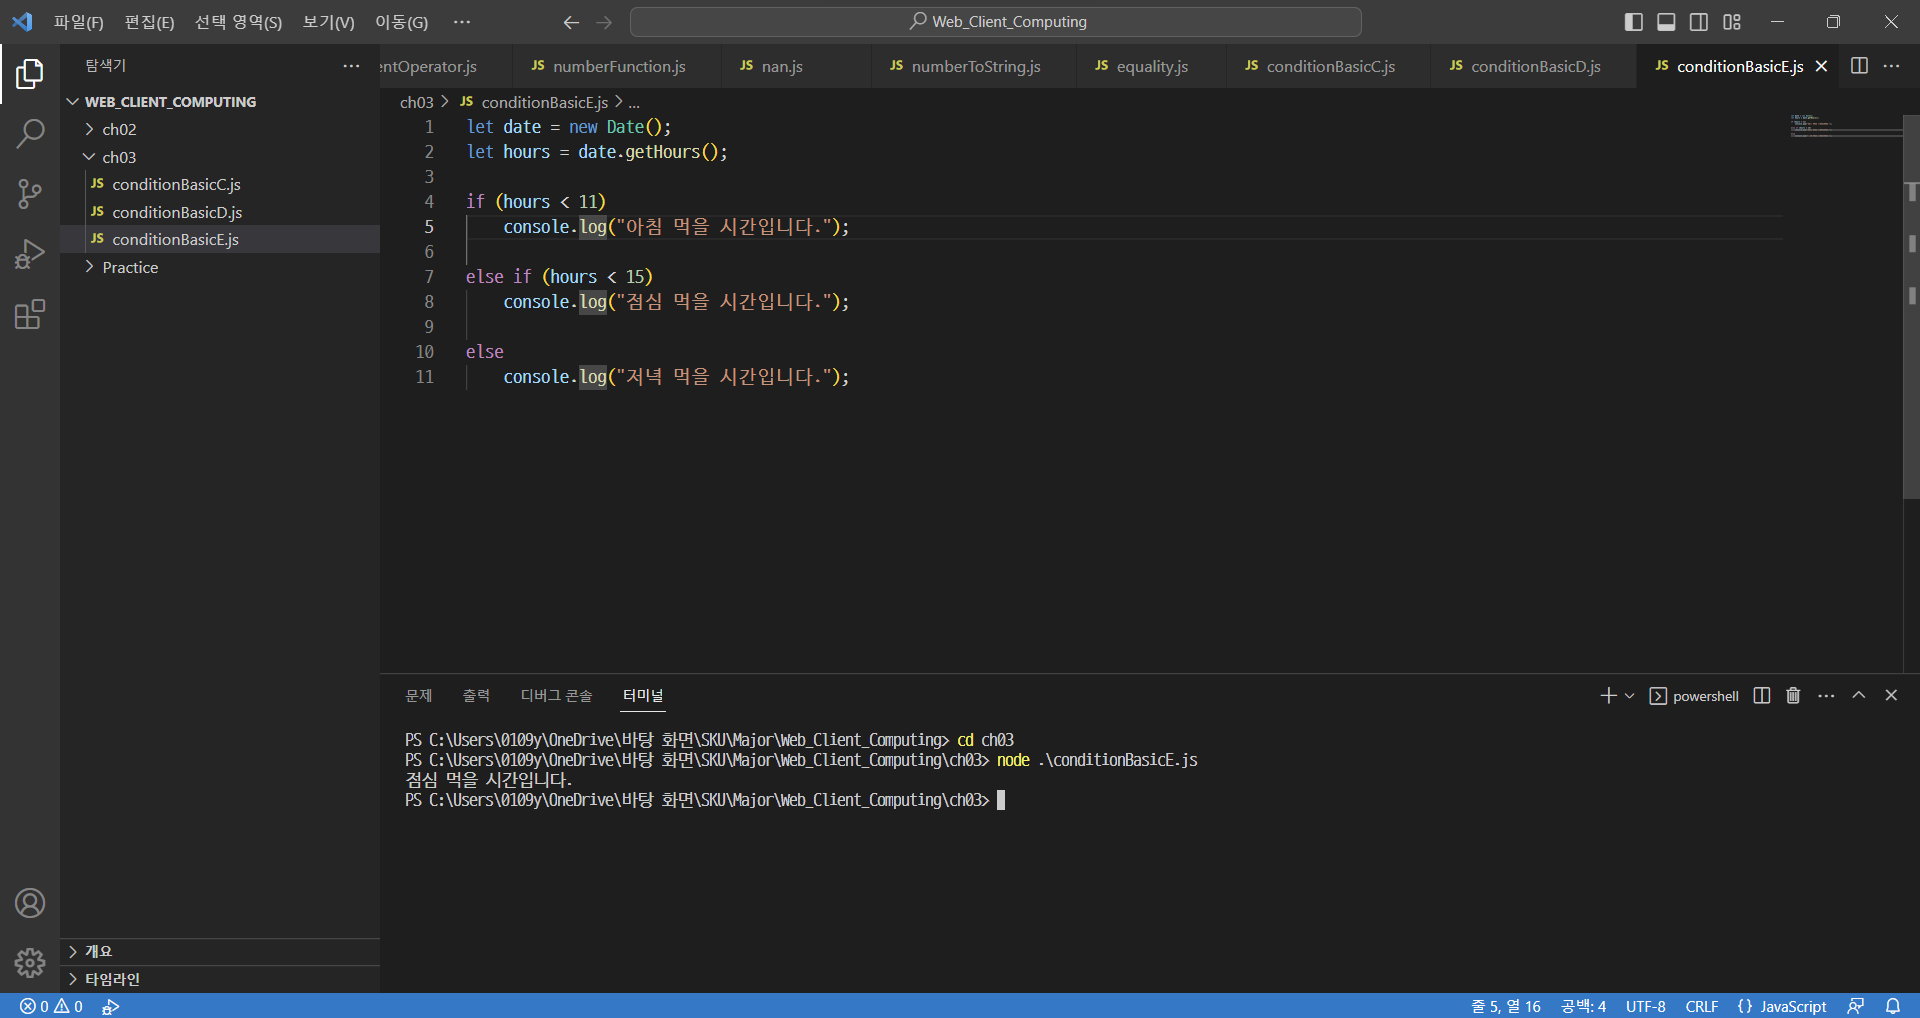 파일(F) 편집(E) 선택 영역(S) 보기(V) 이동(G) ···
Web_Client_Computing
탐색기 ···
WEB_CLIENT_COMPUTING
ch02
ch03
JS conditionBasicC.js
JS conditionBasicD.js
JS conditionBasicE.js
Practice
개요
타임라인
entOperator.js JS numberFunction.js JS nan.js JS numberToString.js JS equality.js JS conditionBasicC.js JS conditionBasicD.js JS conditionBasicE.js ···
ch03 > JS conditionBasicE.js > ...
1 let date = new Date();
2 let hours = date.getHours();
3
4 if (hours < 11)
5 console.log("아침 먹을 시간입니다.");
6
7 else if (hours < 15)
8 console.log("점심 먹을 시간입니다.");
9
10 else
11 console.log("저녁 먹을 시간입니다.");
문제 출력 디버그 콘솔 터미널 powershell ···
PS C:\Users\0109y\OneDrive\바탕 화면\SKU\Major\Web_Client_Computing> cd ch03
PS C:\Users\0109y\OneDrive\바탕 화면\SKU\Major\Web_Client_Computing\ch03> node .\conditionBasicE.js
점심 먹을 시간입니다.
PS C:\Users\0109y\OneDrive\바탕 화면\SKU\Major\Web_Client_Computing\ch03>
0 0 줄 5, 열 16 공백: 4 UTF-8 CRLF {} JavaScript